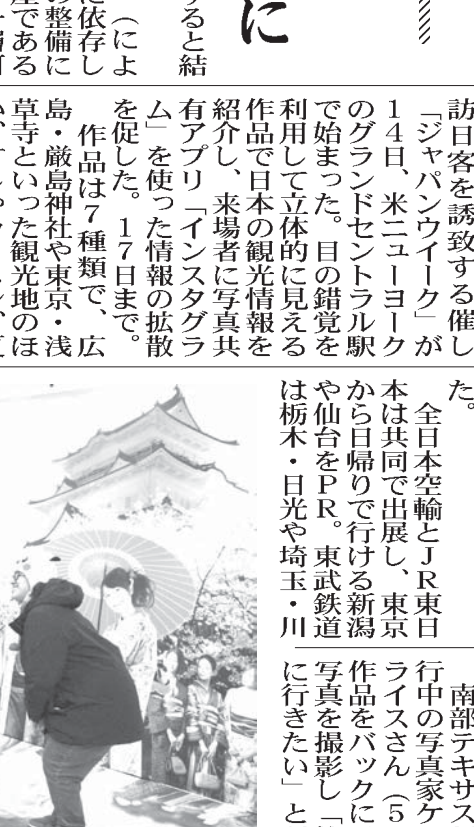 に
ると結
（によ
に依存し
の整備に
である
訪日客を誘致する催し
「ジャパンウイーク」が
１４日、米ニューヨーク
のグランドセントラル駅
で始まった。目の錯覚を
利用して立体的に見える
作品で日本の観光情報を
紹介し、来場者に写真共
有アプリ「インスタグラ
ム」を使った情報の拡散
を促した。１７日まで。
作品は７種類で、広
島・厳島神社や東京・浅
草寺といった観光地のほ
た。
全日本空輸とＪＲ東日
本は共同で出展し、東京
から日帰りで行ける新潟
や仙台をＰＲ。東武鉄道
は栃木・日光や埼玉・川
南部テキサス
行中の写真家ケ
ライスさん（５
作品をバックに
写真を撮影し「
に行きたい」と